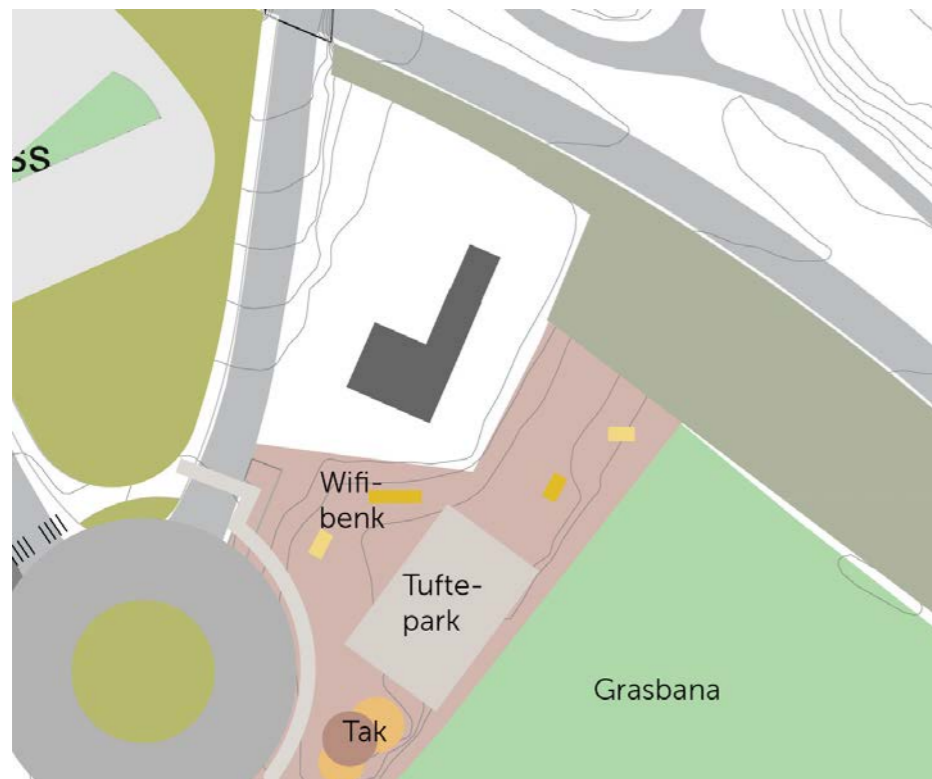 ss
Wifi-
benk
Tufte-
park
Grasbana
Tak